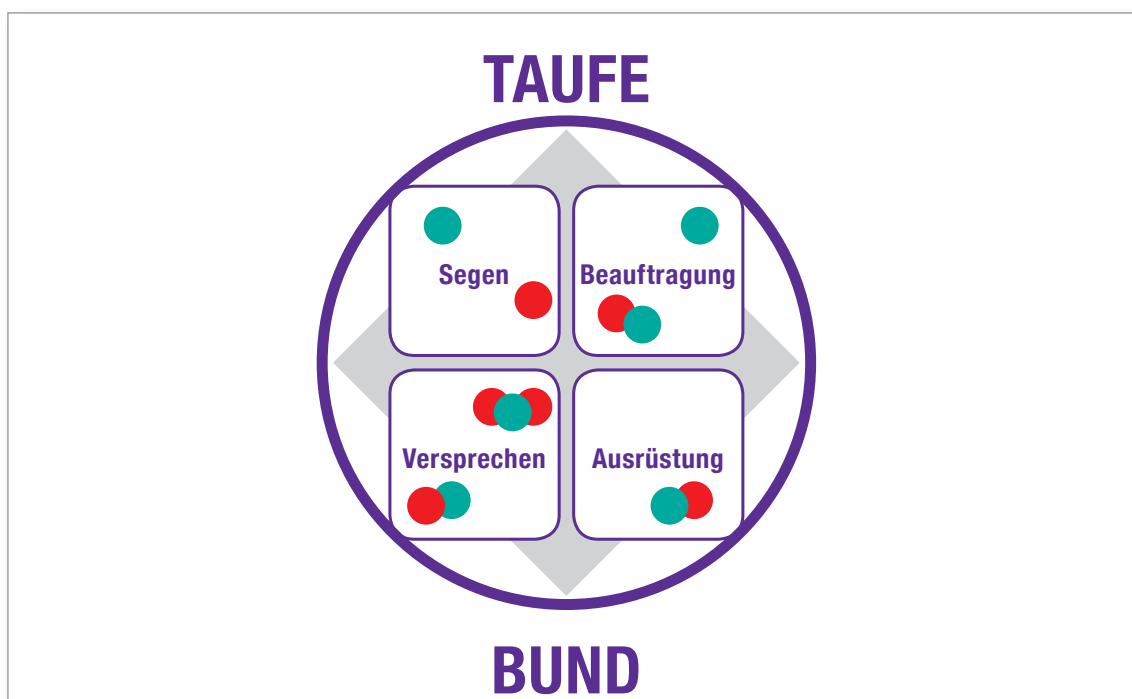 TAUFE
Segen
Beauftragung
Versprechen
Ausrüstung
BUND